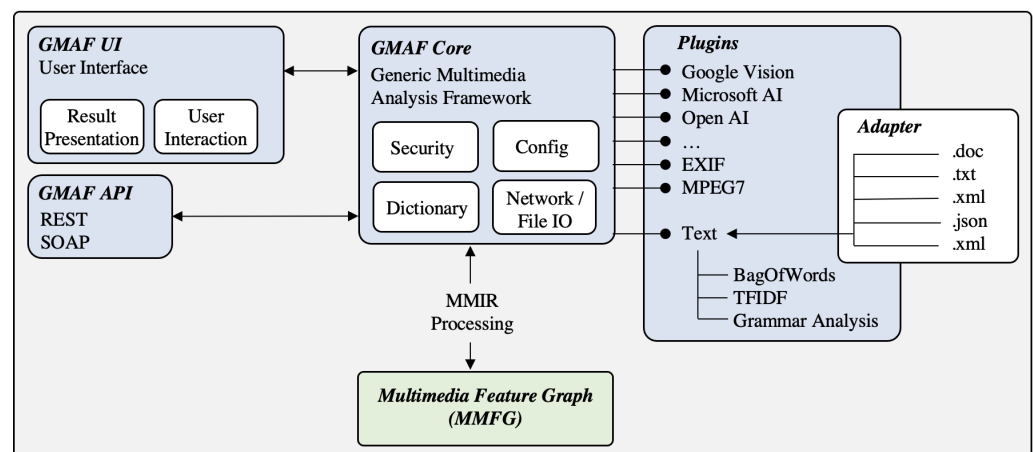 GMAF UI
User Interface
Result
Presentation
User
Interaction
GMAF API
REST
SOAP
GMAF Core
Generic Multimedia
Analysis Framework
Security
Config
Dictionary
Network /
File IO
MMIR
Processing
Multimedia Feature Graph
(MMFG)
Plugins
Google Vision
Microsoft AI
Open AI
…
EXIF
MPEG7
Text
BagOfWords
TFIDF
Grammar Analysis
Adapter
.doc
.txt
.xml
.json
.xml